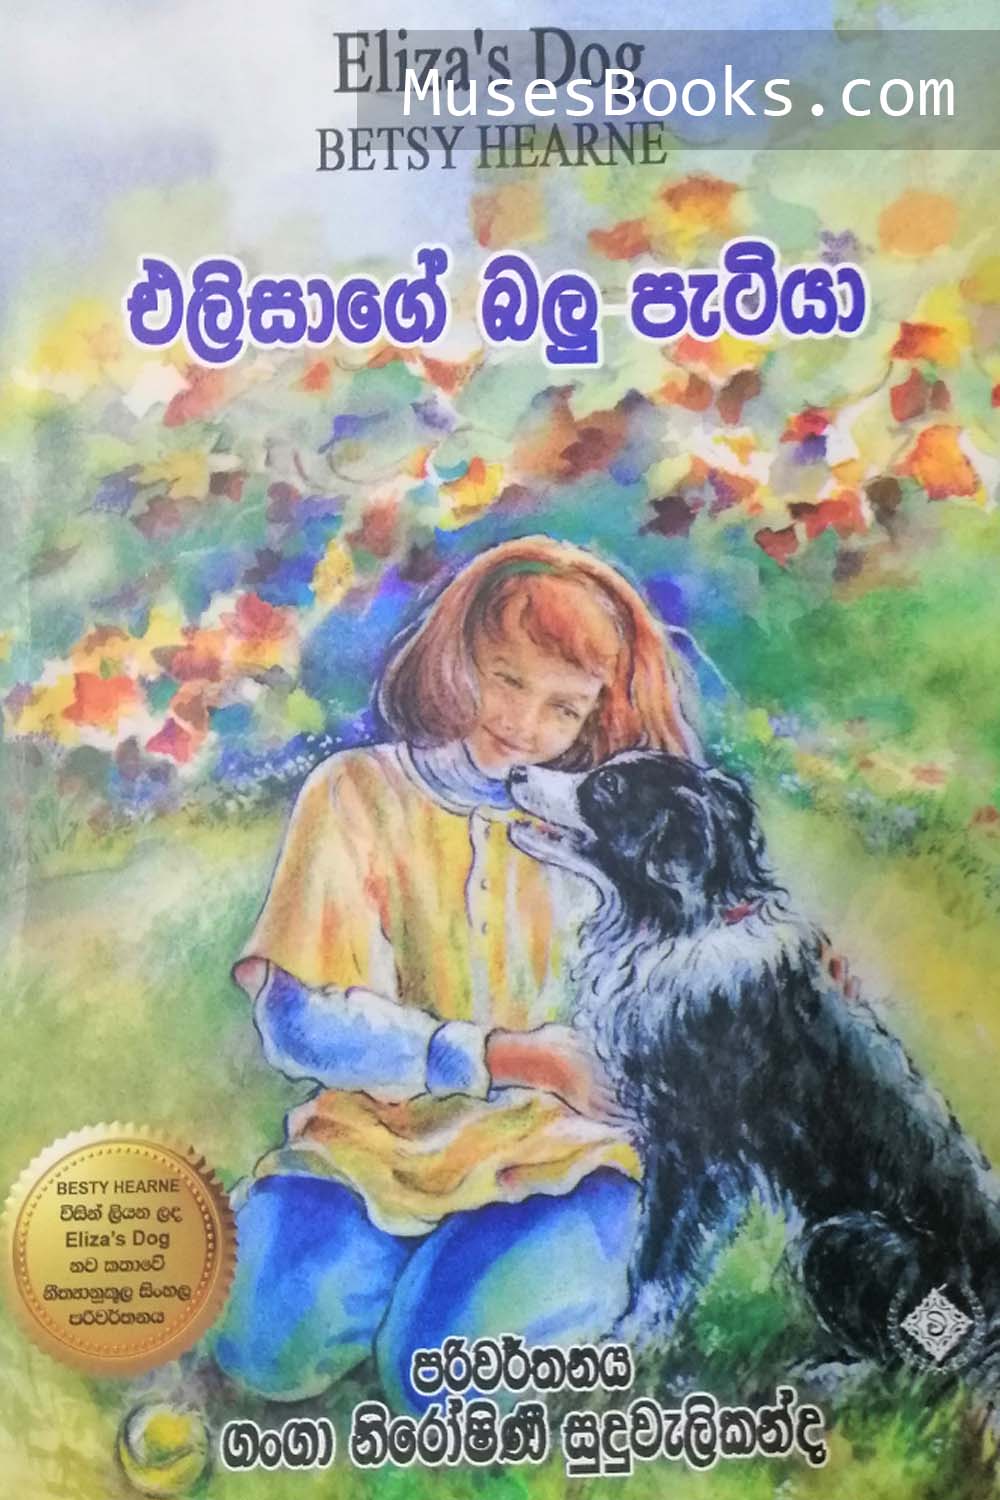 Eliza's Dog
MusesBooks.com
BETSY HEARNE
එලිසාගේ බලු පැටියා
BESTY HEARNE
විසින් ලියන ලද
Eliza's Dog
නව කතාවේ
නීත්‍යානුකූල සිංහල
පරිවර්තනය
පරිවර්තනය
ගංගා නිරෝෂිණී සුදුවැලිකන්ද